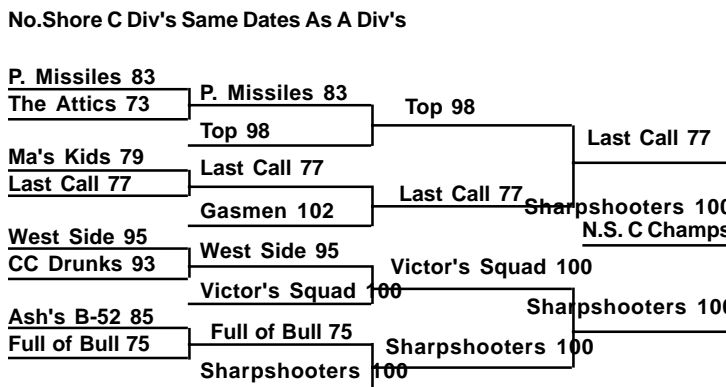 No.Shore C Div's Same Dates As A Div's
P. Missiles 83
The Attics 73
P. Missiles 83
Top 98
Top 98
Ma's Kids 79
Last Call 77
Last Call 77
Gasmen 102
Last Call 77
Last Call 77
Sharpshooters 100
N.S. C Champs
West Side 95
CC Drunks 93
West Side 95
Victor's Squad 100
Victor's Squad 100
Ash's B-52 85
Full of Bull 75
Full of Bull 75
Sharpshooters 100
Sharpshooters 100
Sharpshooters 100